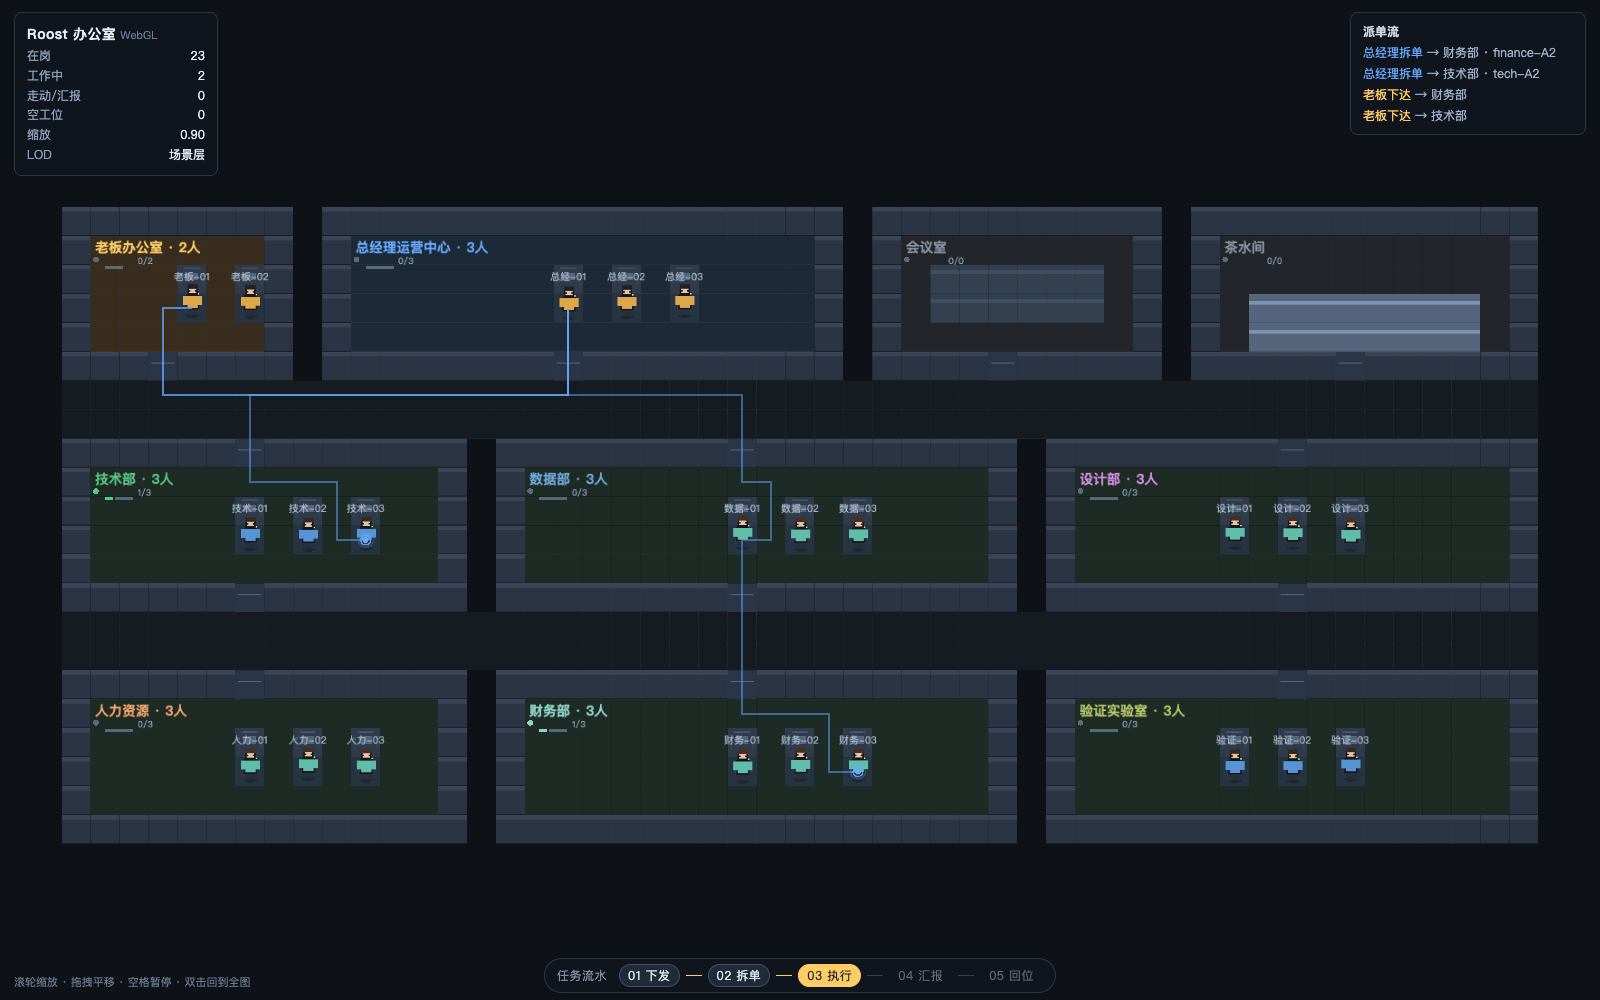 Roost 办公室 WebGL
在岗 23
工作中 2
走动/汇报 0
空工位 0
缩放 0.90
LOD 场景层
派单流
总经理拆单 → 财务部 · finance-A2
总经理拆单 → 技术部 · tech-A2
老板下达 → 财务部
老板下达 → 技术部
老板办公室 · 2人
0/2
老板-01 老板-02
总经理运营中心 · 3人
0/3
总经-01 总经-02 总经-03
会议室
0/0
茶水间
0/0
技术部 · 3人
1/3
技术-01 技术-02 技术-03
数据部 · 3人
0/3
数据-01 数据-02 数据-03
设计部 · 3人
0/3
设计-01 设计-02 设计-03
人力资源 · 3人
0/3
人力-01 人力-02 人力-03
财务部 · 3人
1/3
财务-01 财务-02 财务-03
验证实验室 · 3人
0/3
验证-01 验证-02 验证-03
滚轮缩放 · 拖拽平移 · 空格暂停 · 双击回到全图
任务流水 01 下发 02 拆单 03 执行 04 汇报 05 回位